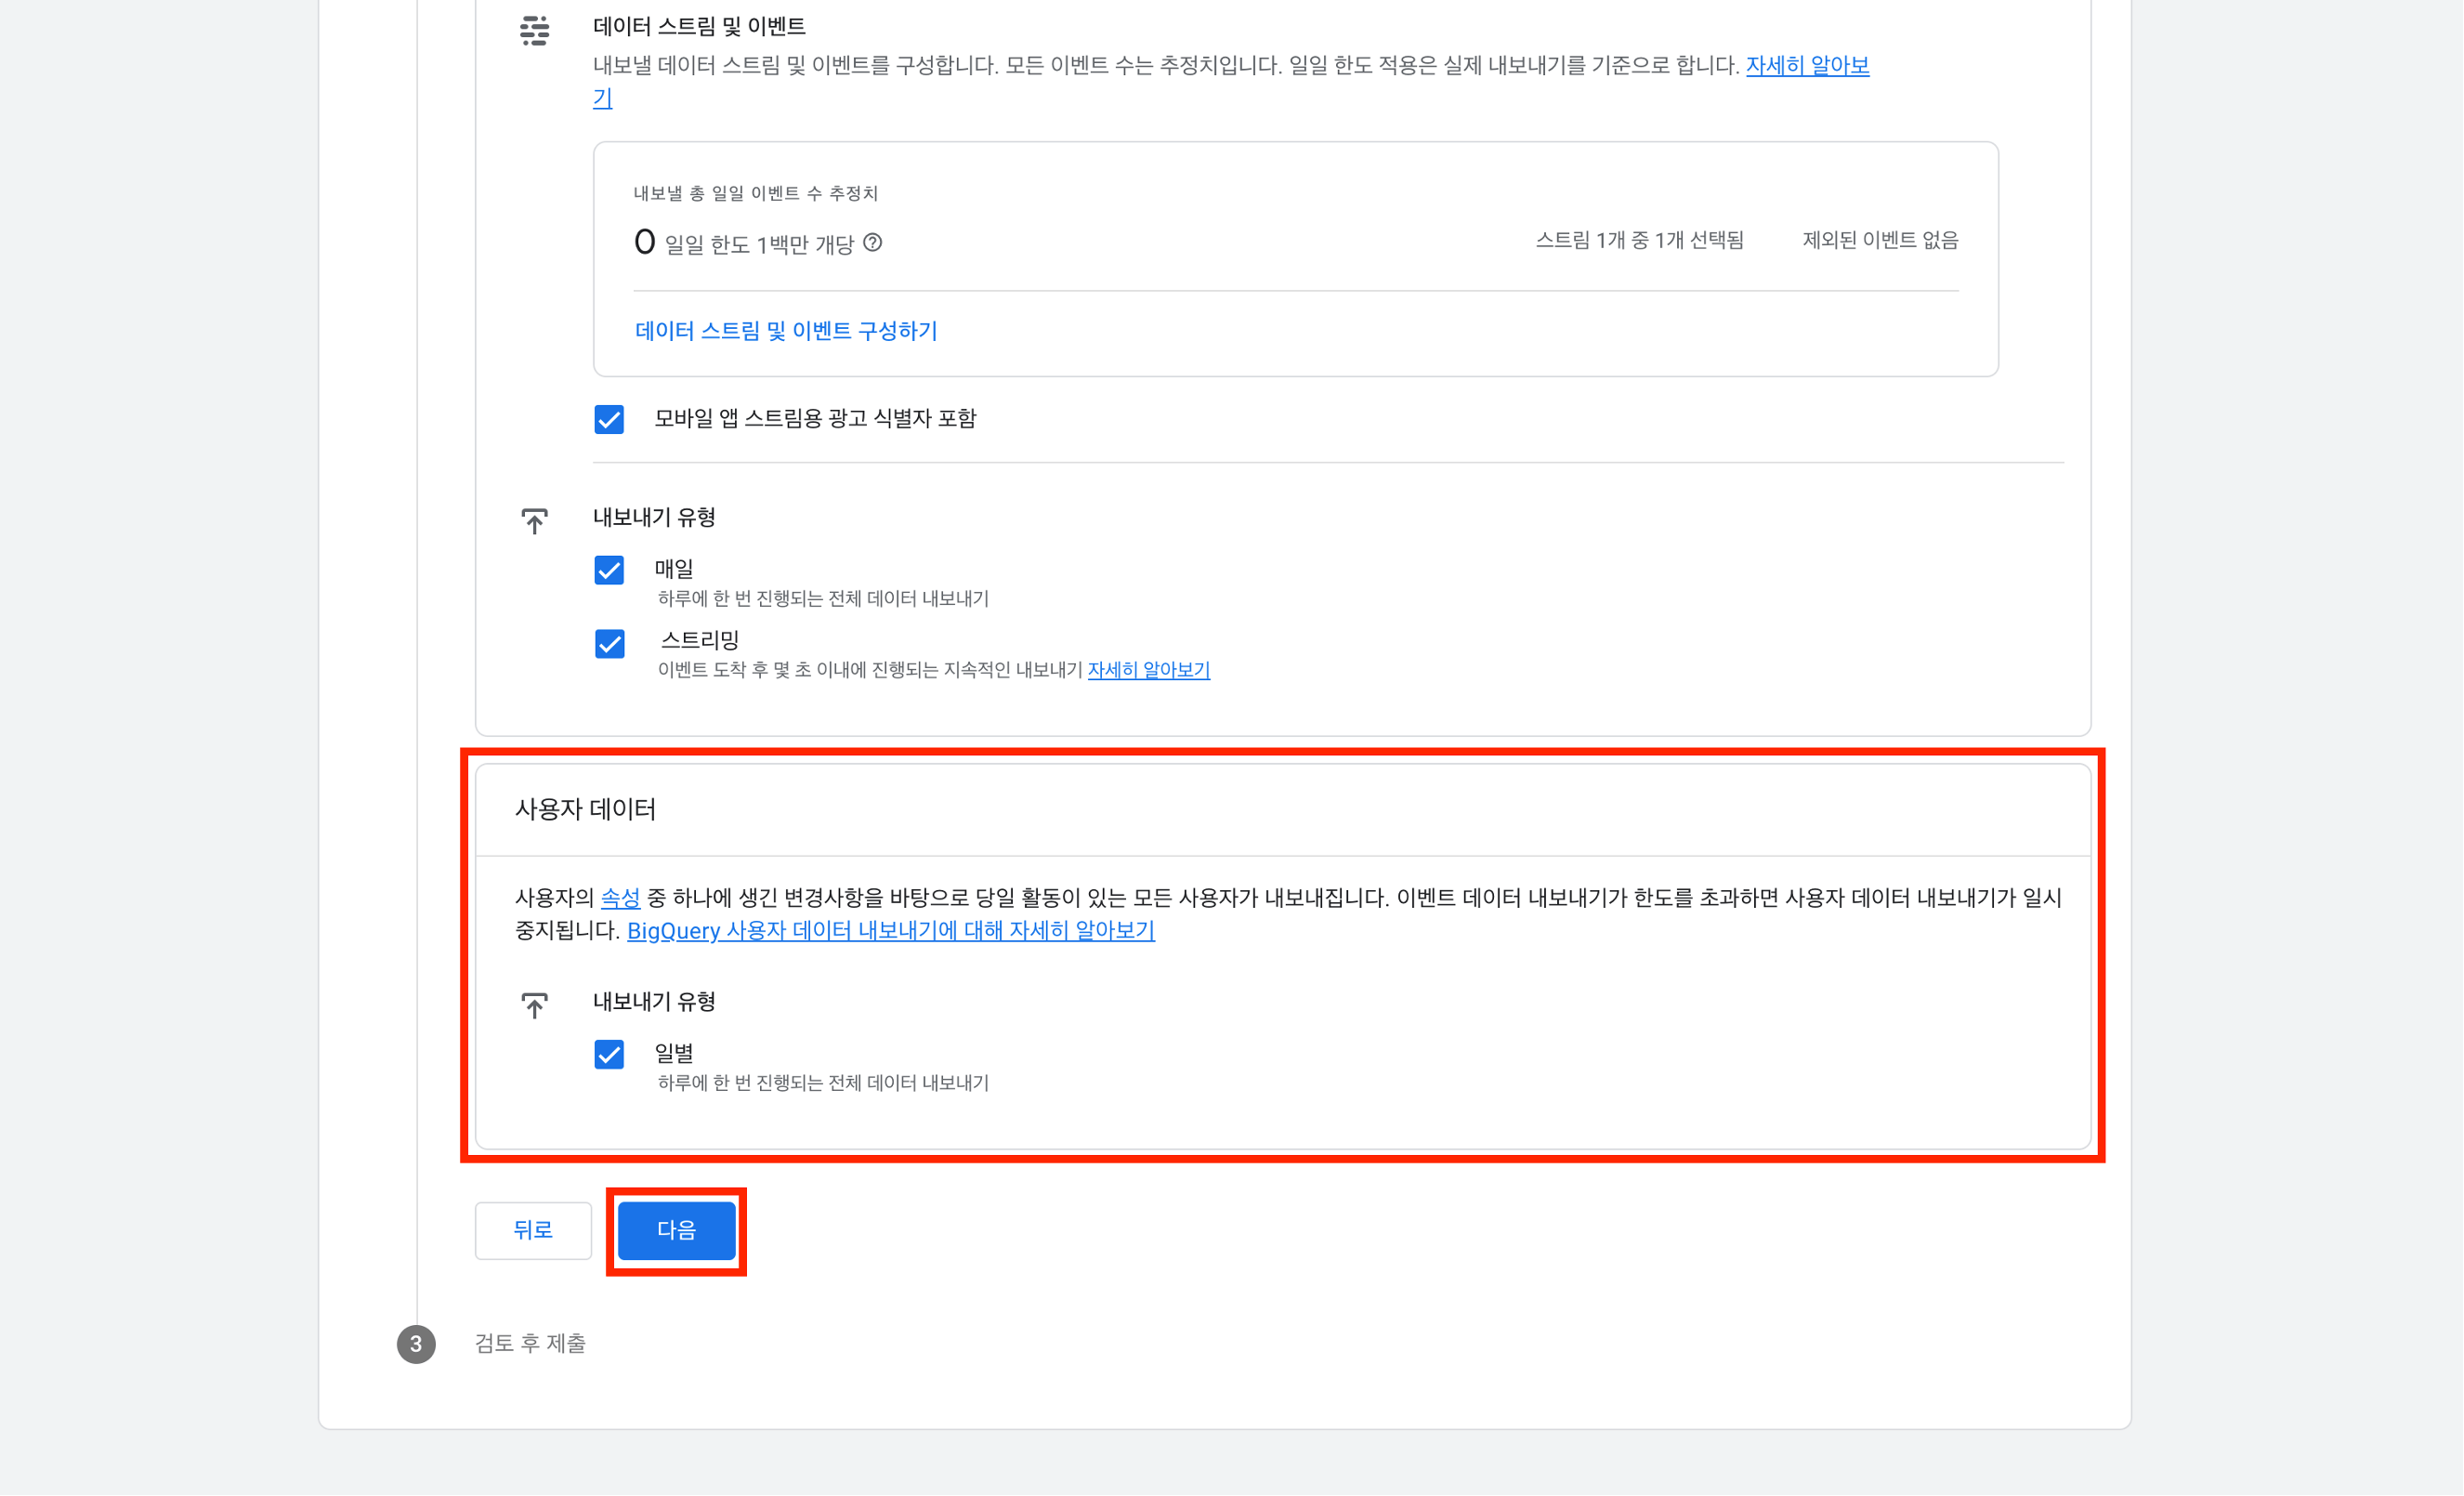 데이터 스트림 및 이벤트
내보낼 데이터 스트림 및 이벤트를 구성합니다. 모든 이벤트 수는 추정치입니다. 일일 한도 적용은 실제 내보내기를 기준으로 합니다. 자세히 알아보
기
내보낼 총 일일 이벤트 수 추정치
0 일일 한도 1백만 개당
스트림 1개 중 1개 선택됨
제외된 이벤트 없음
데이터 스트림 및 이벤트 구성하기
모바일 앱 스트림용 광고 식별자 포함
내보내기 유형
매일
하루에 한 번 진행되는 전체 데이터 내보내기
스트리밍
이벤트 도착 후 몇 초 이내에 진행되는 지속적인 내보내기 자세히 알아보기
사용자 데이터
사용자의 속성 중 하나에 생긴 변경사항을 바탕으로 당일 활동이 있는 모든 사용자가 내보내집니다. 이벤트 데이터 내보내기가 한도를 초과하면 사용자 데이터 내보내기가 일시
중지됩니다. BigQuery 사용자 데이터 내보내기에 대해 자세히 알아보기
내보내기 유형
일별
하루에 한 번 진행되는 전체 데이터 내보내기
뒤로
다음
3 검토 후 제출